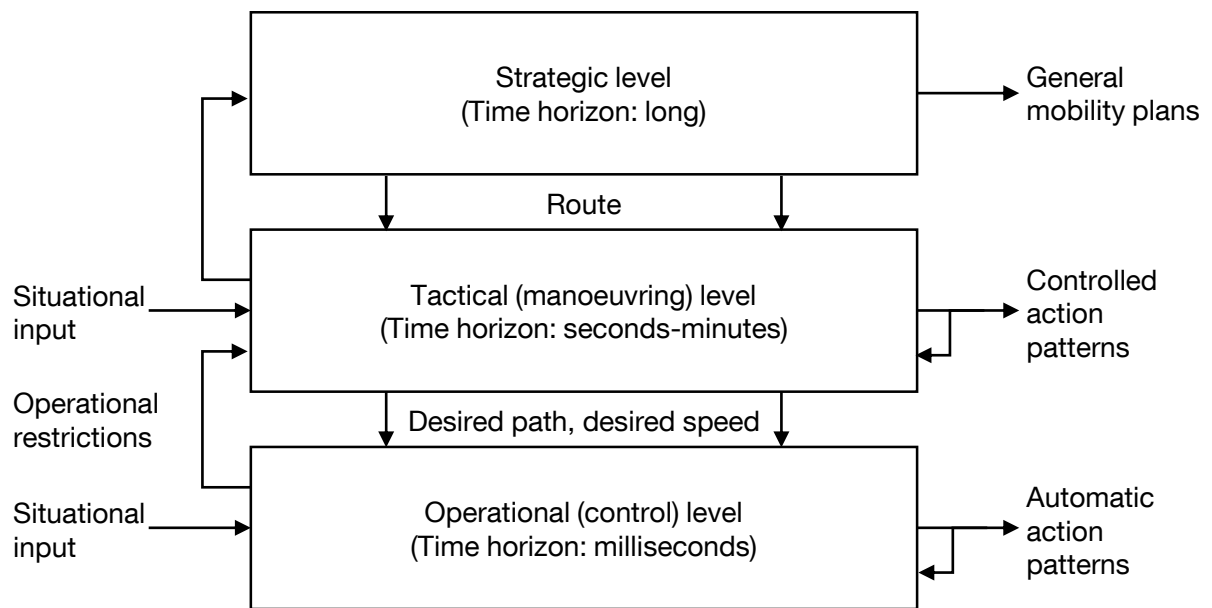 Strategic level
(Time horizon: long)
General
mobility plans
Route
Situational
input
Tactical (manoeuvring) level
(Time horizon: seconds-minutes)
Controlled
action
patterns
Operational
restrictions
Desired path, desired speed
Situational
input
Operational (control) level
(Time horizon: milliseconds)
Automatic
action
patterns